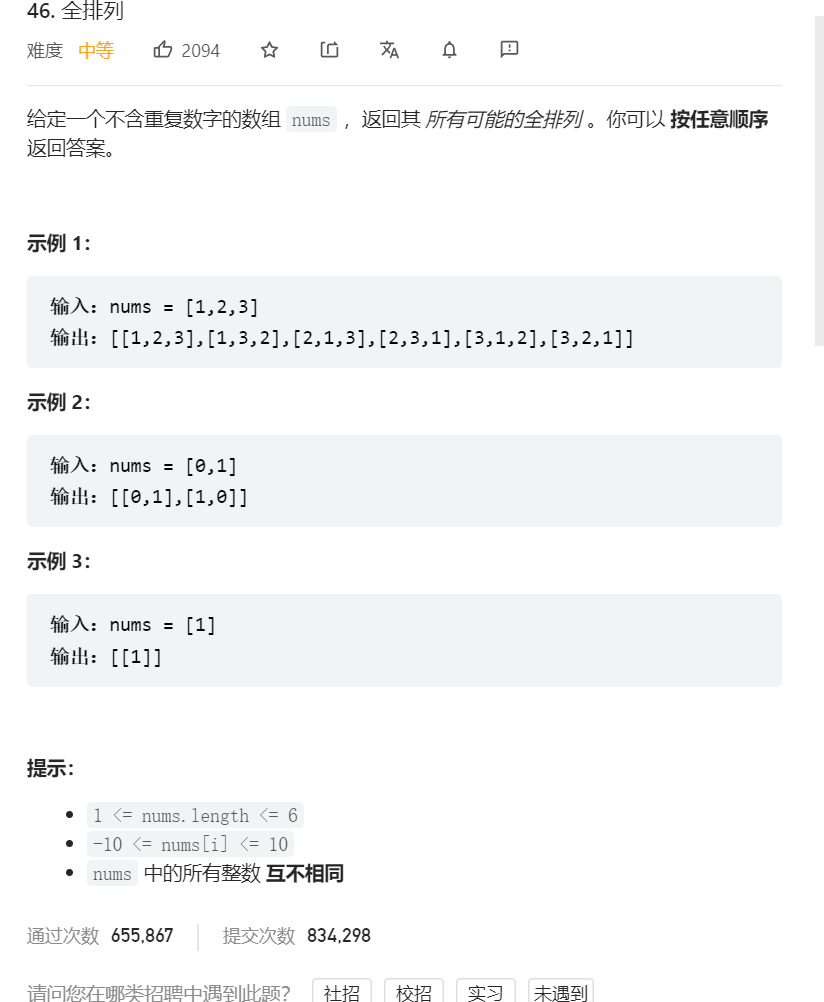 46. 全排列
难度 中等 2094
给定一个不含重复数字的数组 nums ，返回其 所有可能的全排列 。你可以 按任意顺序
返回答案。
示例 1：
输入：nums = [1,2,3]
输出：[[1,2,3],[1,3,2],[2,1,3],[2,3,1],[3,1,2],[3,2,1]]
示例 2：
输入：nums = [0,1]
输出：[[0,1],[1,0]]
示例 3：
输入：nums = [1]
输出：[[1]]
提示：
1 <= nums.length <= 6
-10 <= nums[i] <= 10
nums 中的所有整数 互不相同
通过次数 655,867 提交次数 834,298
请问您在哪类招聘中遇到此题？ 社招 校招 实习 未遇到